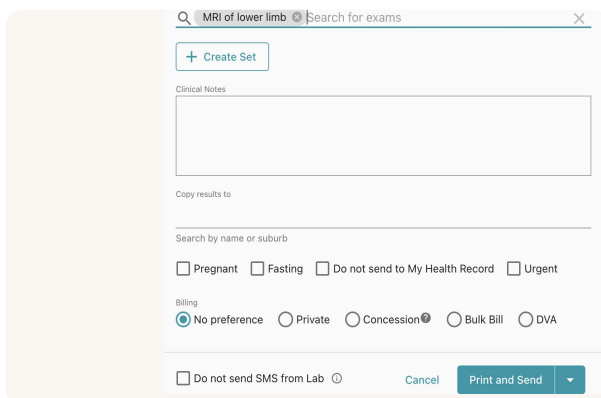 MRI of lower limb Search for exams
+ Create Set
Clinical Notes
Copy results to
Search by name or suburb
Pregnant Fasting Do not send to My Health Record Urgent
Billing
No preference Private Concession Bulk Bill DVA
Do not send SMS from Lab Cancel Print and Send